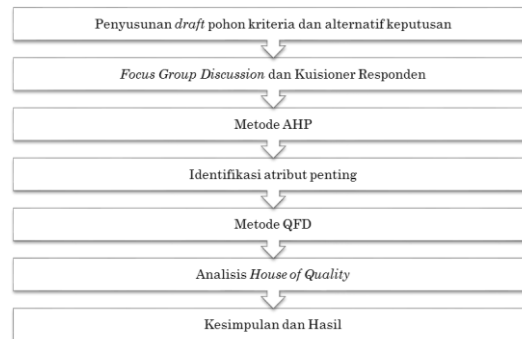 Penyusunan draft pohon kriteria dan alternatif keputusan
Focus Group Discussion dan Kuisioner Responden
Metode AHP
Identifikasi atribut penting
Metode QFD
Analisis House of Quality
Kesimpulan dan Hasil